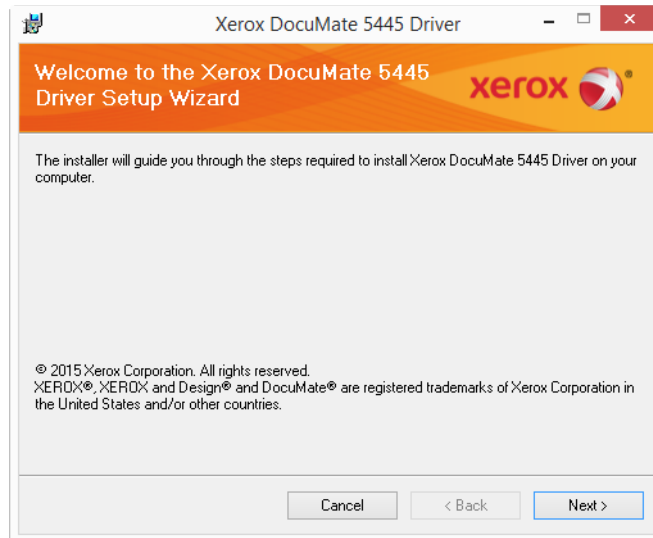 Xerox DocuMate 5445 Driver
Welcome to the Xerox DocuMate 5445
Driver Setup Wizard
xerox ®
The installer will guide you through the steps required to install Xerox DocuMate 5445 Driver on your
computer.
© 2015 Xerox Corporation. All rights reserved.
XEROX®, XEROX and Design® and DocuMate® are registered trademarks of Xerox Corporation in
the United States and/or other countries.
Cancel < Back Next >